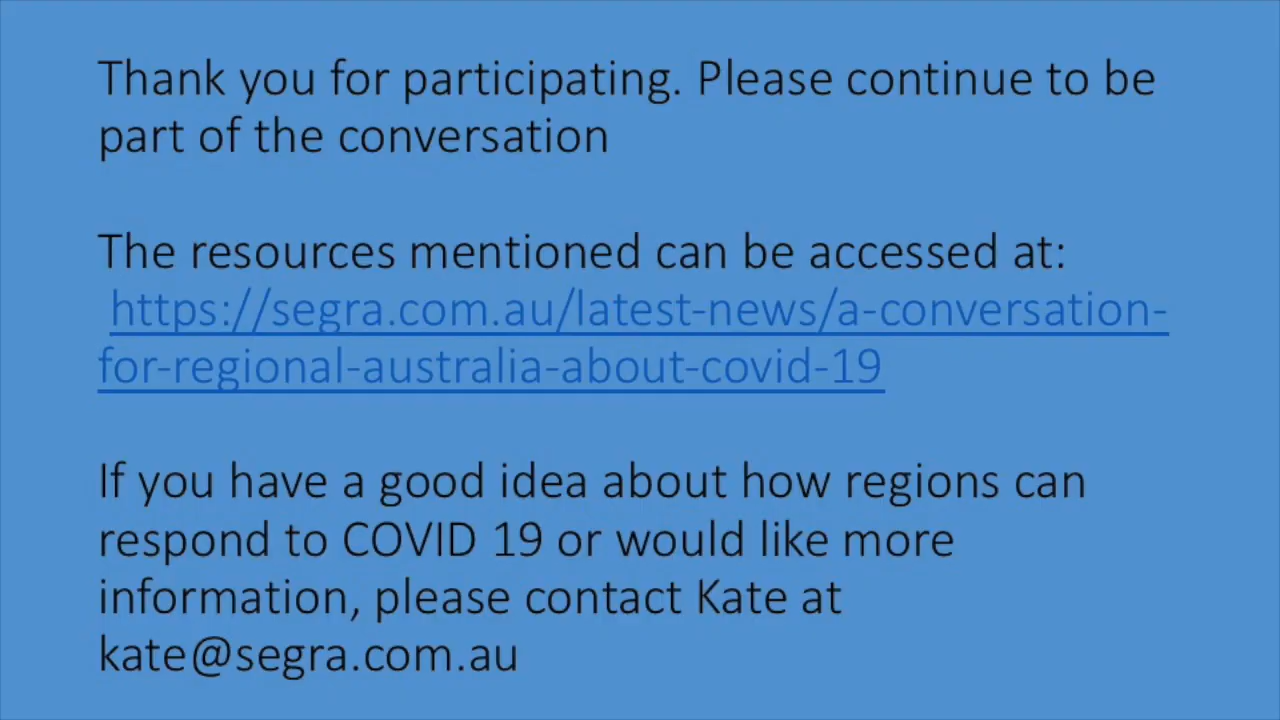 Thank you for participating. Please continue to be
part of the conversation
The resources mentioned can be accessed at:
https://segra.com.au/latest-news/a-conversation-
for-regional-australia-about-covid-19
If you have a good idea about how regions can
respond to COVID 19 or would like more
information, please contact Kate at
kate@segra.com.au